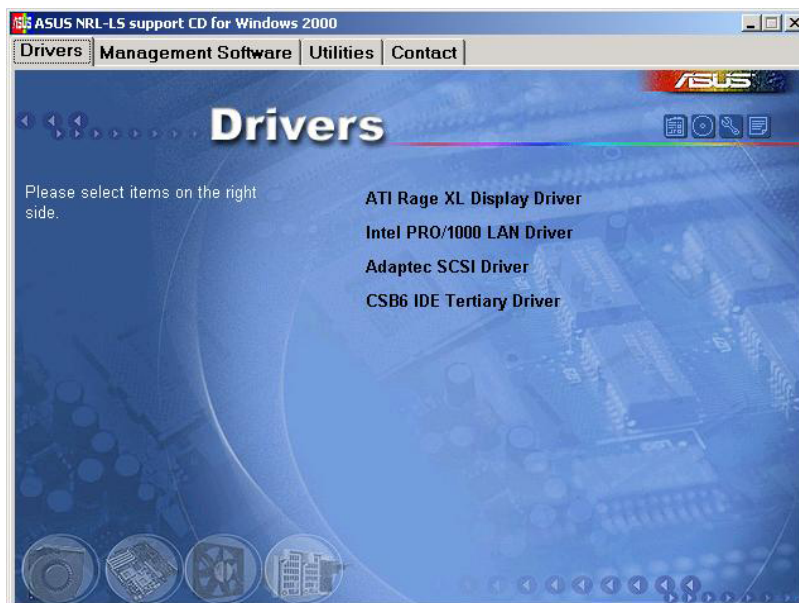 ASUS NRL-LS support CD for Windows 2000
Drivers Management Software Utilities Contact
ASUS
Drivers
Please select items on the right
side.
ATI Rage XL Display Driver
Intel PRO/1000 LAN Driver
Adaptec SCSI Driver
CSB6 IDE Tertiary Driver